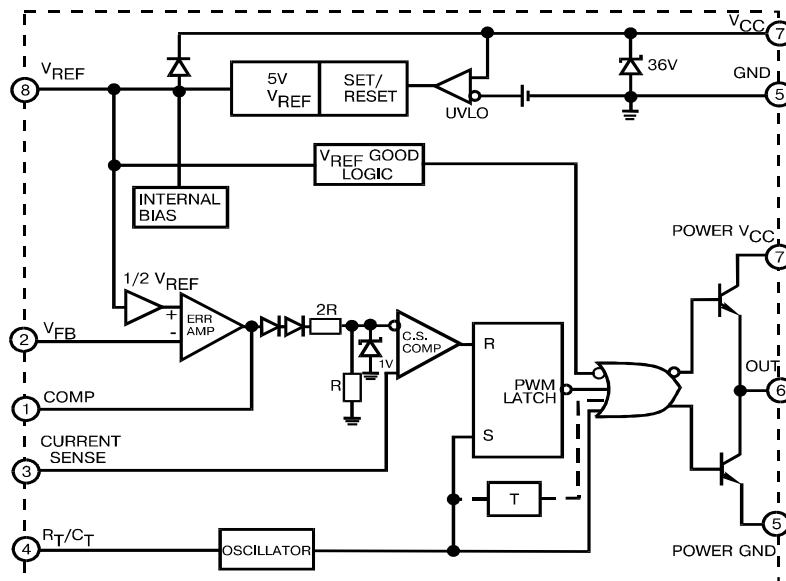 VCC
7
VREF
8
5V
VREF
SET/
RESET
36V
GND
5
UVLO
VREF GOOD
LOGIC
INTERNAL
BIAS
POWER VCC
7
1/2 VREF
+
-
ERR
AMP
2R
C.S.
COMP
1V
R
2
VFB
R
PWM
LATCH
S
OUT
6
1
COMP
CURRENT
SENSE
3
T
4
RT/CT
OSCILLATOR
5
POWER GND